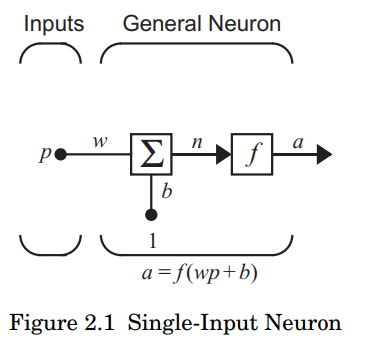 Inputs General Neuron
p w Σ n f a
b
1
a = f(wp + b)
Figure 2.1 Single-Input Neuron